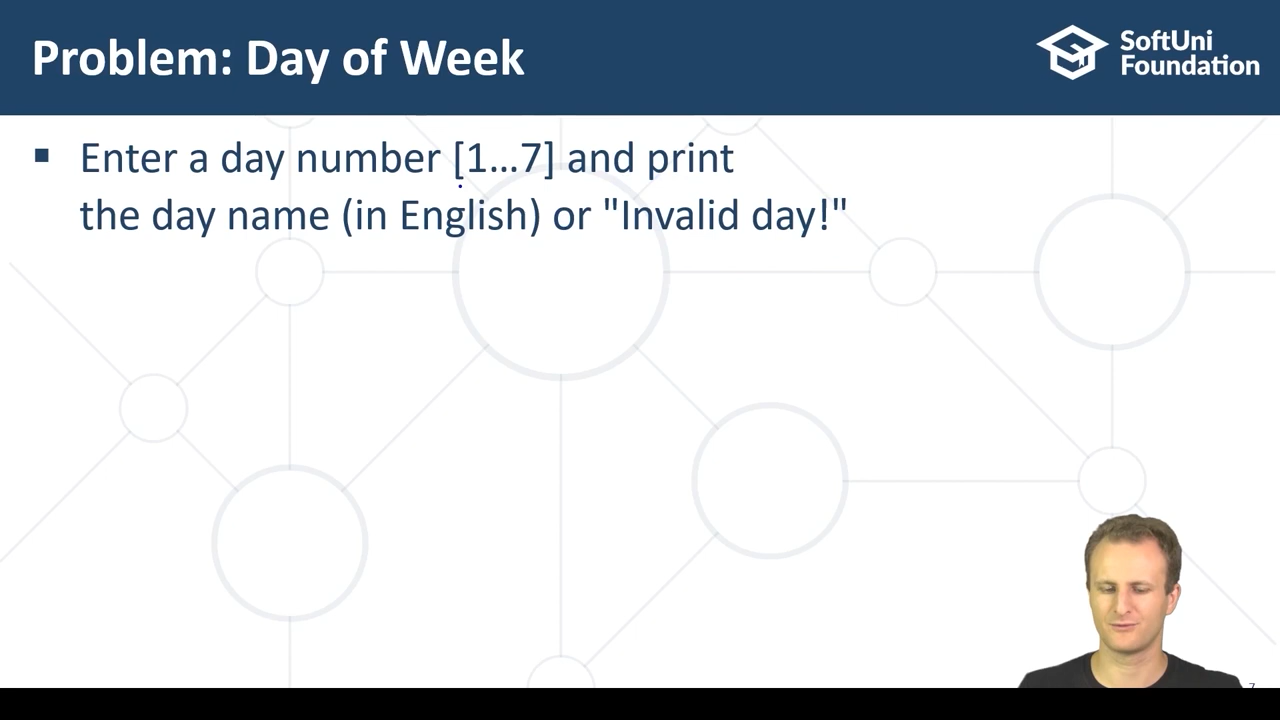 Problem: Day of Week
SoftUni
Foundation
▪ Enter a day number [1…7] and print
the day name (in English) or "Invalid day!"
7